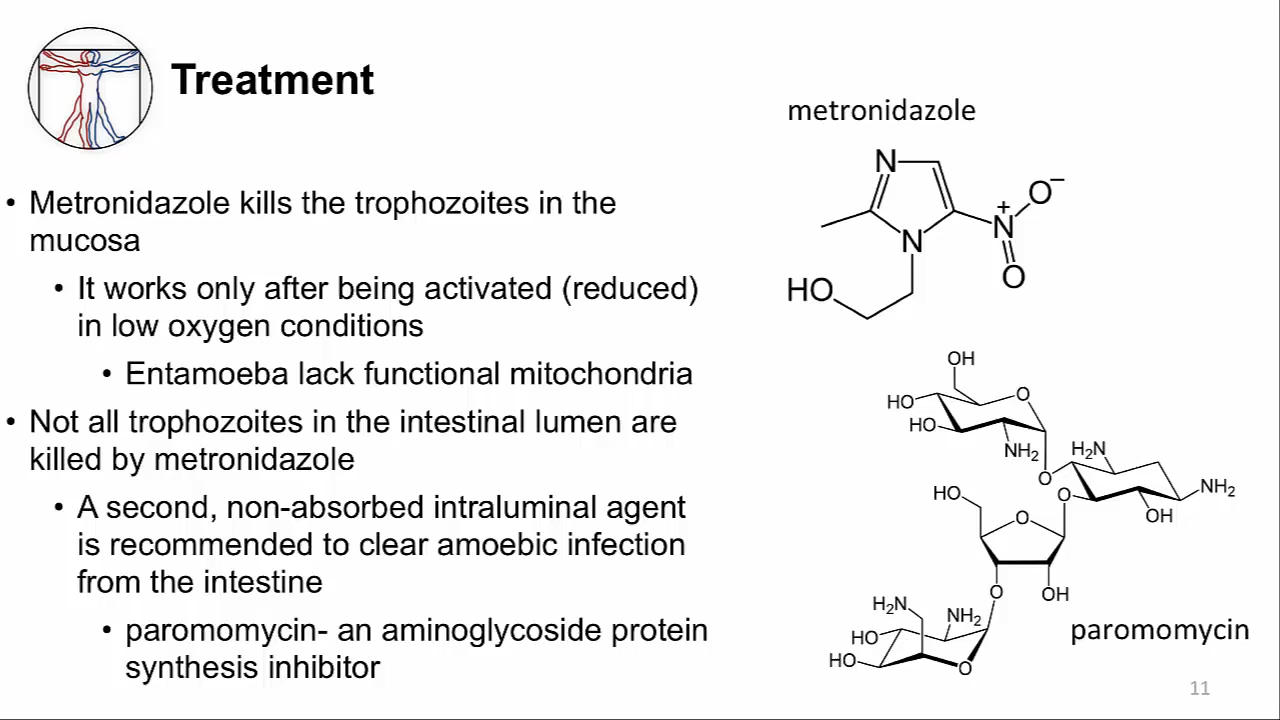 Treatment
• Metronidazole kills the trophozoites in the
mucosa
• It works only after being activated (reduced)
in low oxygen conditions
• Entamoeba lack functional mitochondria
• Not all trophozoites in the intestinal lumen are
killed by metronidazole
• A second, non-absorbed intraluminal agent
is recommended to clear amoebic infection
from the intestine
• paromomycin- an aminoglycoside protein
synthesis inhibitor
metronidazole
N
O−
+
N
N
O
HO
OH
O
HO
HO
NH2
H2N
O
NH2
HO
O
OH
O
O
OH
H2N
NH2
HO
HO
O
paromomycin
11